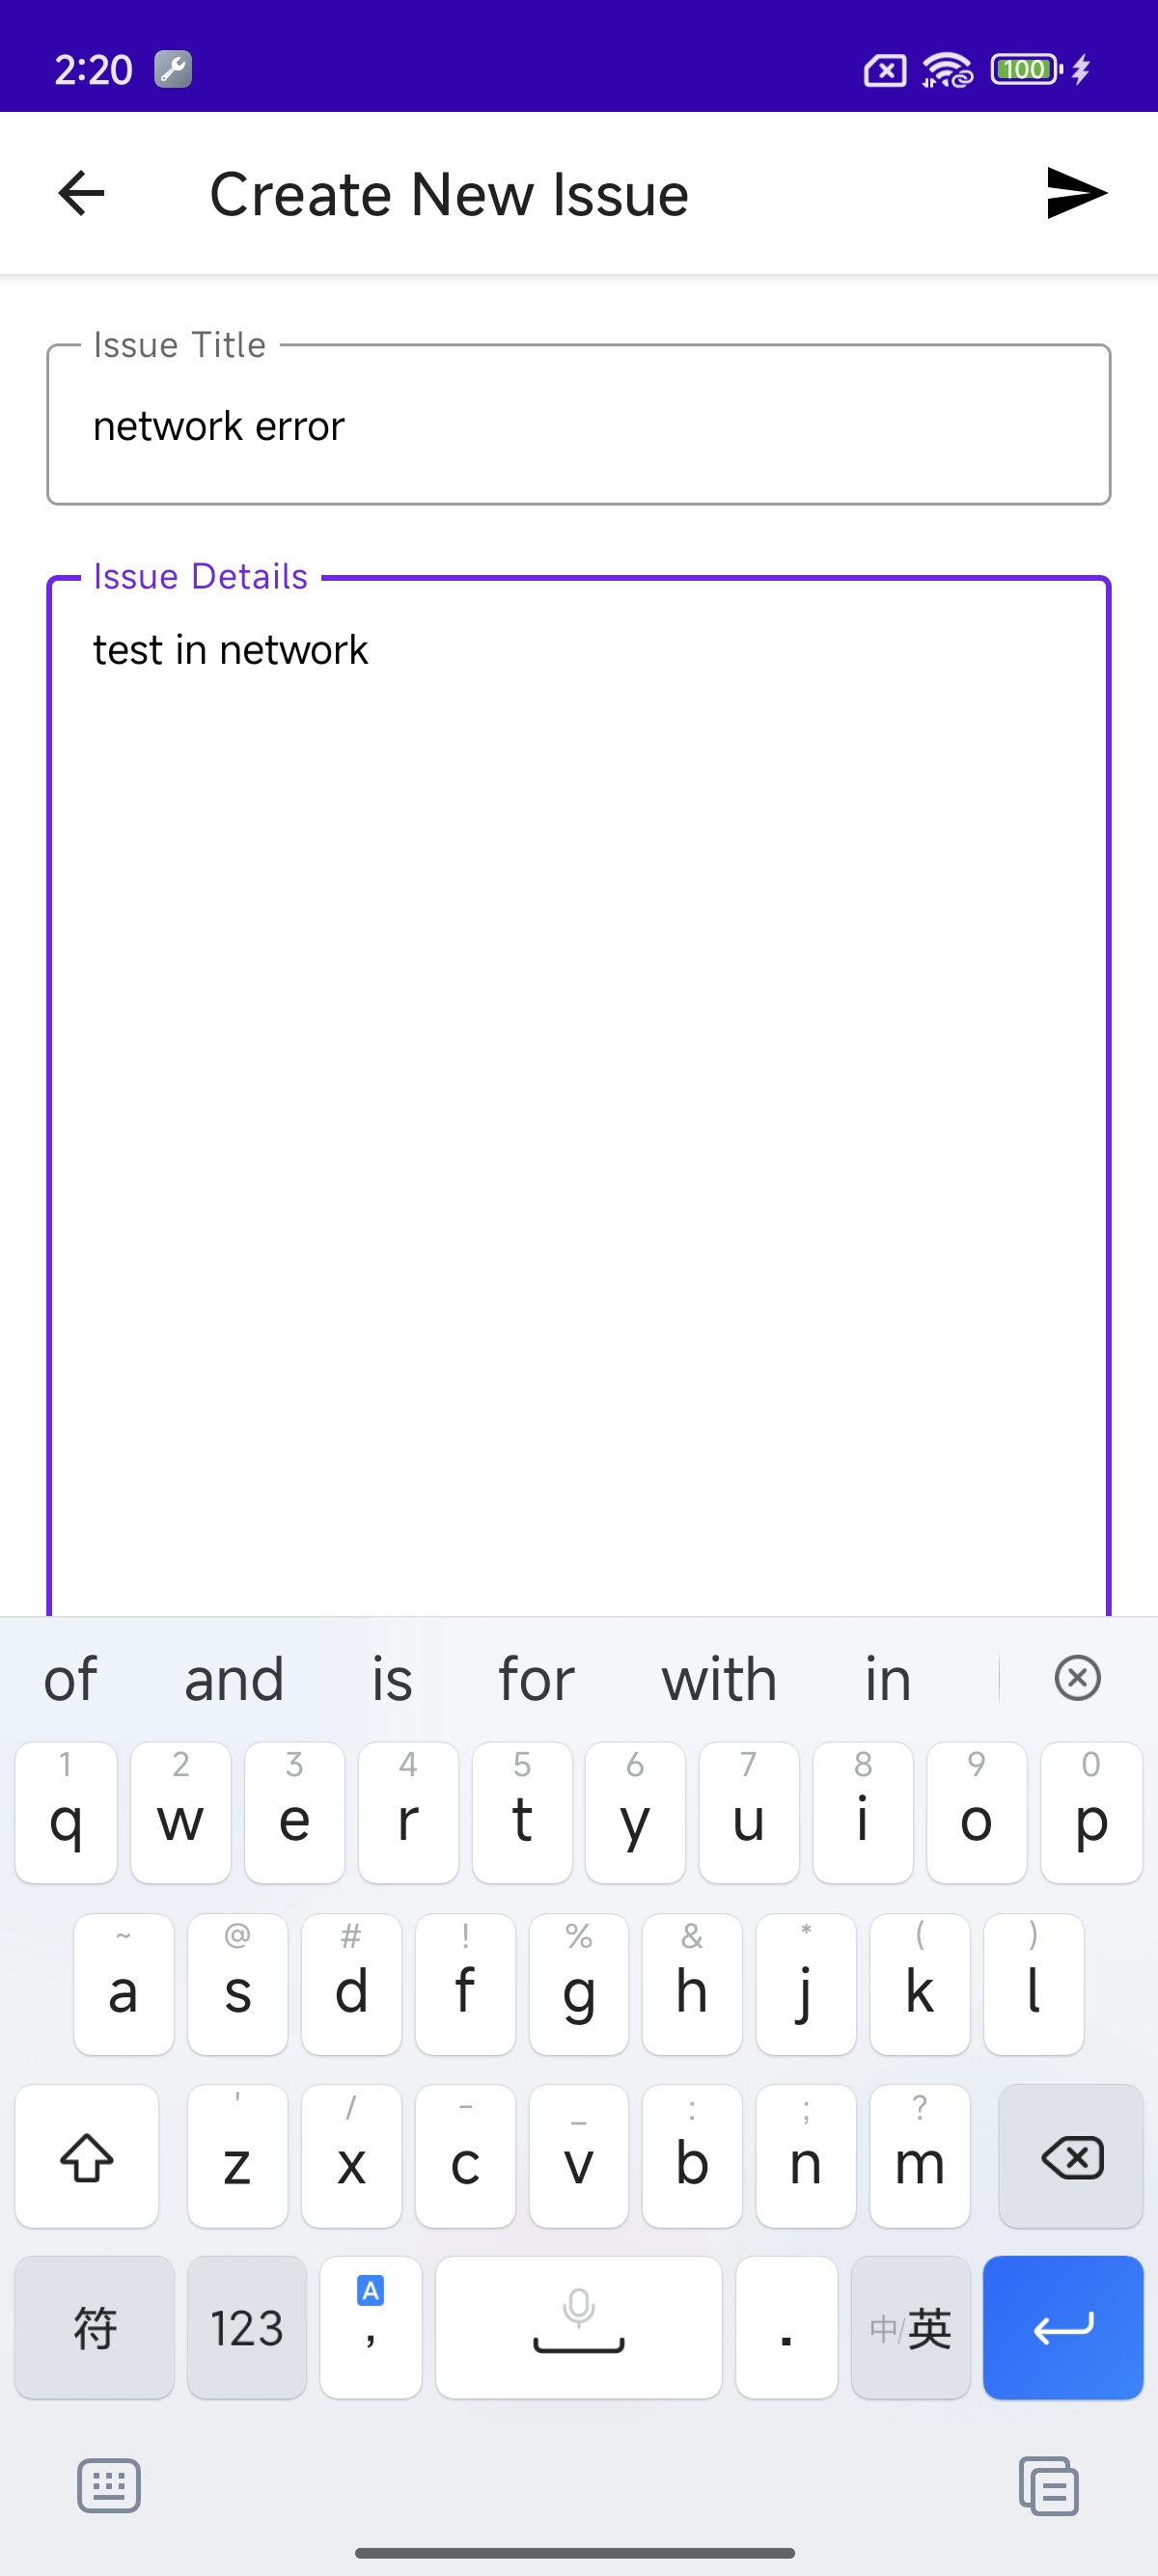 2:20
100
Create New Issue
Issue Title
network error
Issue Details
test in network
of and is for with in
1 2 3 4 5 6 7 8 9 0
q w e r t y u i o p
~ @ # ! % & * ( )
a s d f g h j k l
' / - _ : ; ?
z x c v b n m
A
符 123 , . 中/英